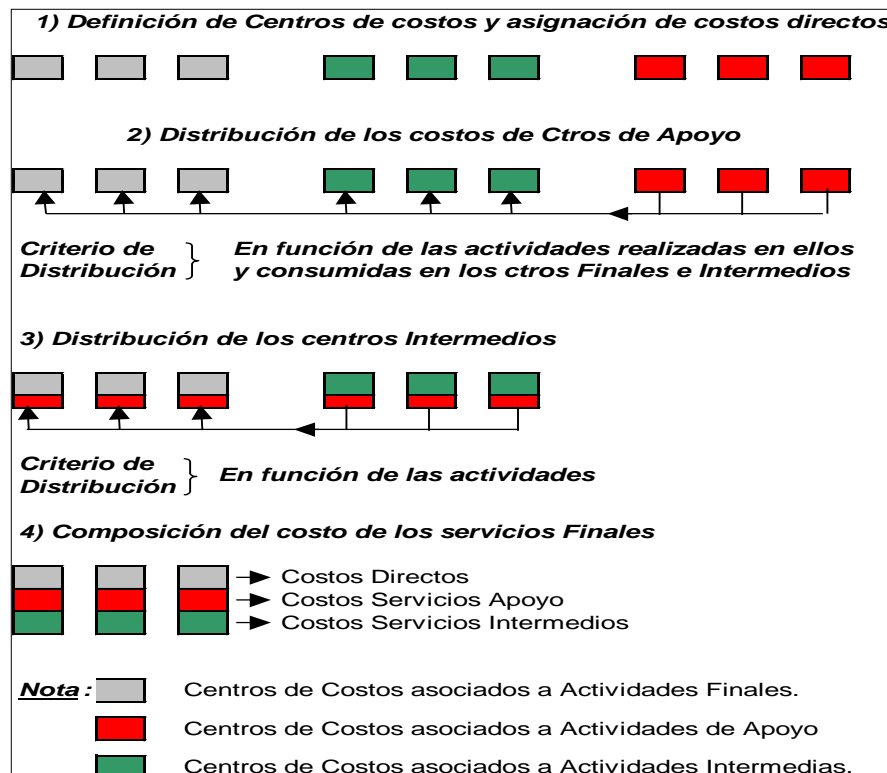 1) Definición de Centros de costos y asignación de costos directos
2) Distribución de los costos de Ctros de Apoyo
Criterio de Distribución } En función de las actividades realizadas en ellos y consumidas en los ctros Finales e Intermedios
3) Distribución de los centros Intermedios
Criterio de Distribución } En función de las actividades
4) Composición del costo de los servicios Finales
Costos Directos
Costos Servicios Apoyo
Costos Servicios Intermedios
Nota : Centros de Costos asociados a Actividades Finales.
Centros de Costos asociados a Actividades de Apoyo
Centros de Costos asociados a Actividades Intermedias.